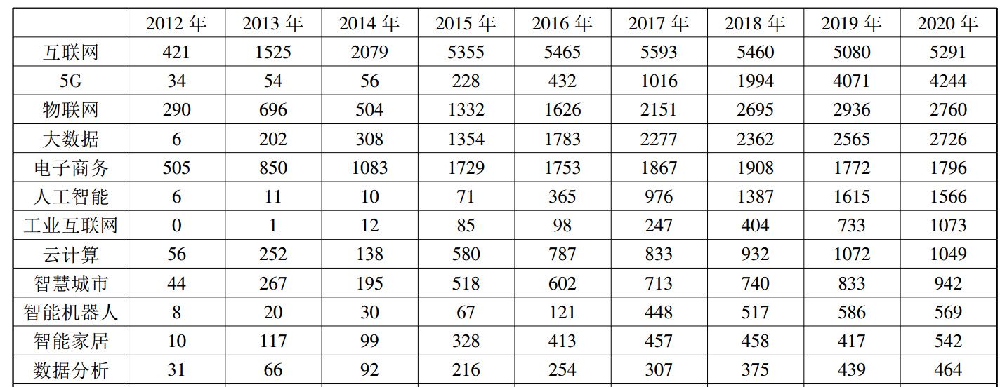 2012 年 2013 年 2014 年 2015 年 2016 年 2017 年 2018 年 2019 年 2020 年
互联网 421 1525 2079 5355 5465 5593 5460 5080 5291
5G 34 54 56 228 432 1016 1994 4071 4244
物联网 290 696 504 1332 1626 2151 2695 2936 2760
大数据 6 202 308 1354 1783 2277 2362 2565 2726
电子商务 505 850 1083 1729 1753 1867 1908 1772 1796
人工智能 6 11 10 71 365 976 1387 1615 1566
工业互联网 0 1 12 85 98 247 404 733 1073
云计算 56 252 138 580 787 833 932 1072 1049
智慧城市 44 267 195 518 602 713 740 833 942
智能机器人 8 20 30 67 121 448 517 586 569
智能家居 10 117 99 328 413 457 458 417 542
数据分析 31 66 92 216 254 307 375 439 464